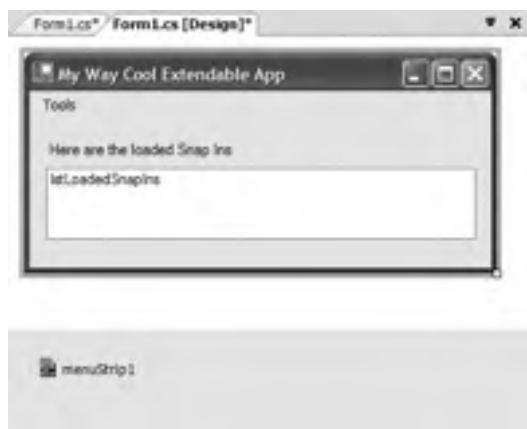 Form1.cs* Form1.cs [Design]*
My Way Cool Extendable App
Tools
Here are the loaded Snap Ins
lstLoadedSnapIns
menuStrip1